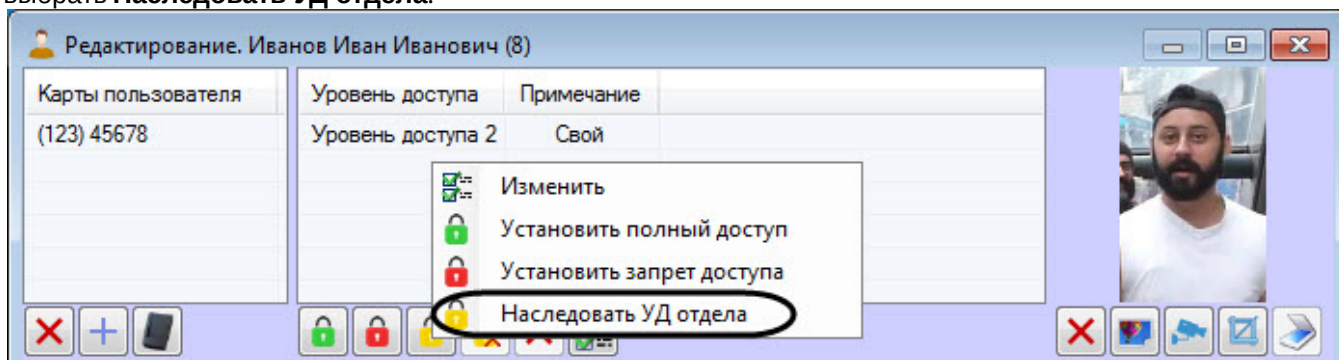 выбрать Наследовать УД отдела.
Редактирование. Иванов Иван Иванович (8)
Карты пользователя
Уровень доступа Примечание
(123) 45678
Уровень доступа 2 Свой
Изменить
Установить полный доступ
Установить запрет доступа
Наследовать УД отдела